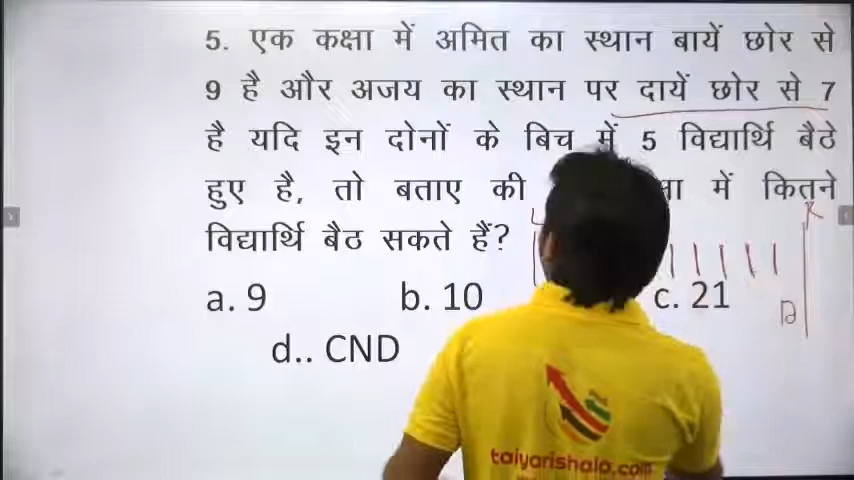 5. एक कक्षा में अमित का स्थान बायें छोर से
9 है और अजय का स्थान पर दायें छोर से 7
है यदि इन दोनों के बिच में 5 विद्यार्थि बैठे
हुए है, तो बताए की में कितने
विद्यार्थि बैठ सकते हैं?
L R
a. 9 b. 10 c. 21
d.. CND
taiyarishala.com